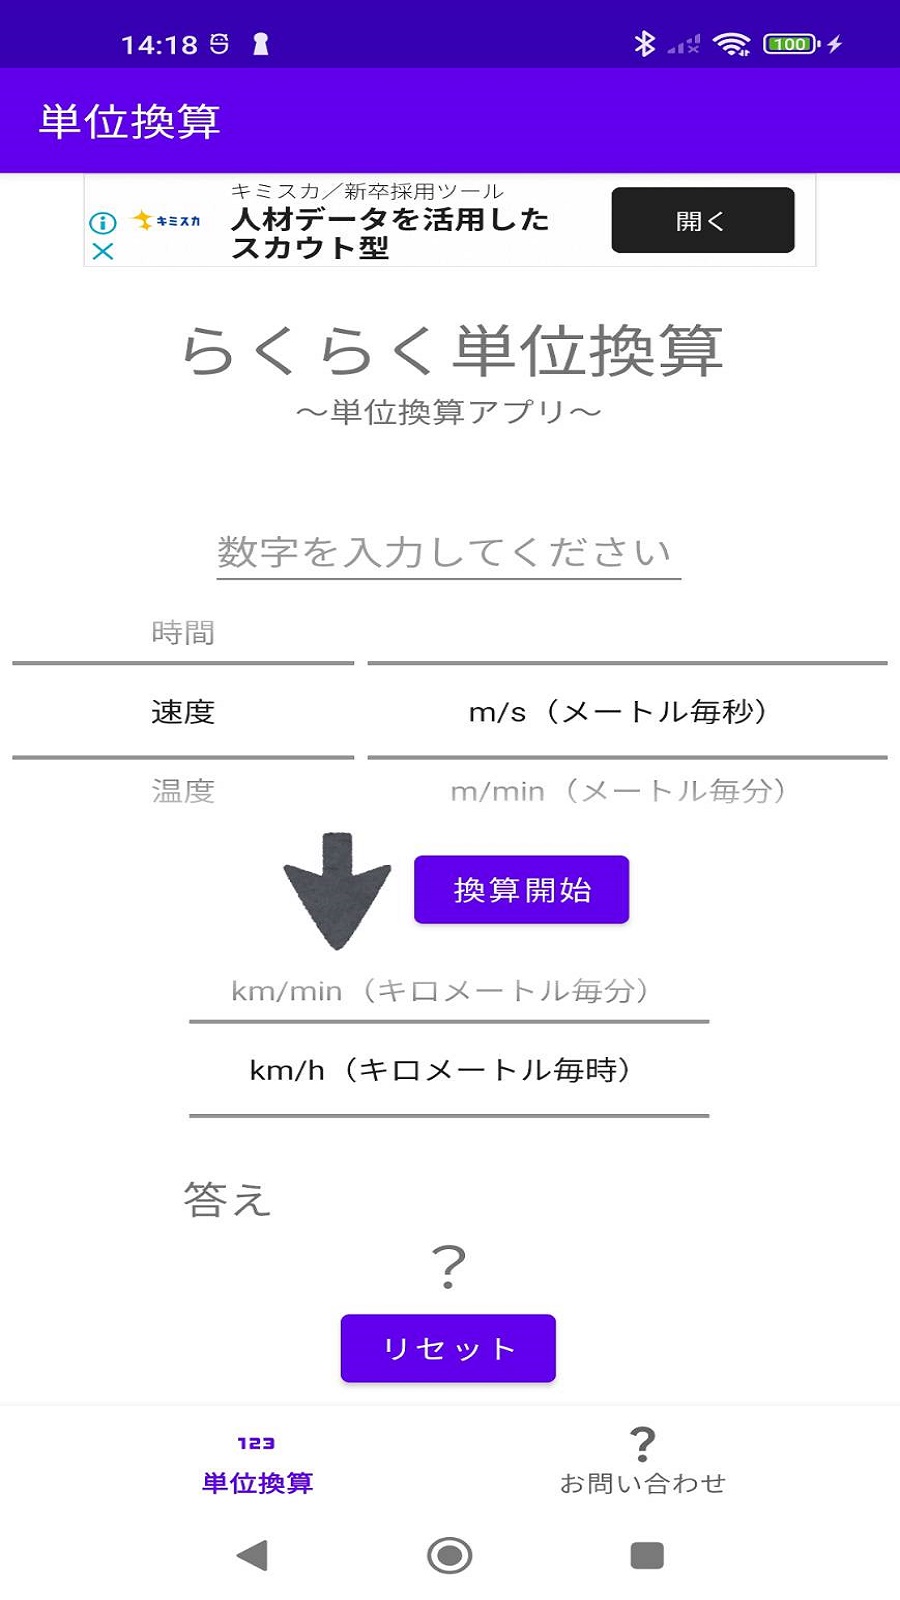 14:18
100
単位換算
キミスカ／新卒採用ツール
キミスカ
人材データを活用した
スカウト型
開く
らくらく単位換算
～単位換算アプリ～
数字を入力してください
時間
速度
m/s（メートル毎秒）
温度
m/min（メートル毎分）
換算開始
km/min（キロメートル毎分）
km/h（キロメートル毎時）
答え
?
リセット
123
単位換算
?
お問い合わせ